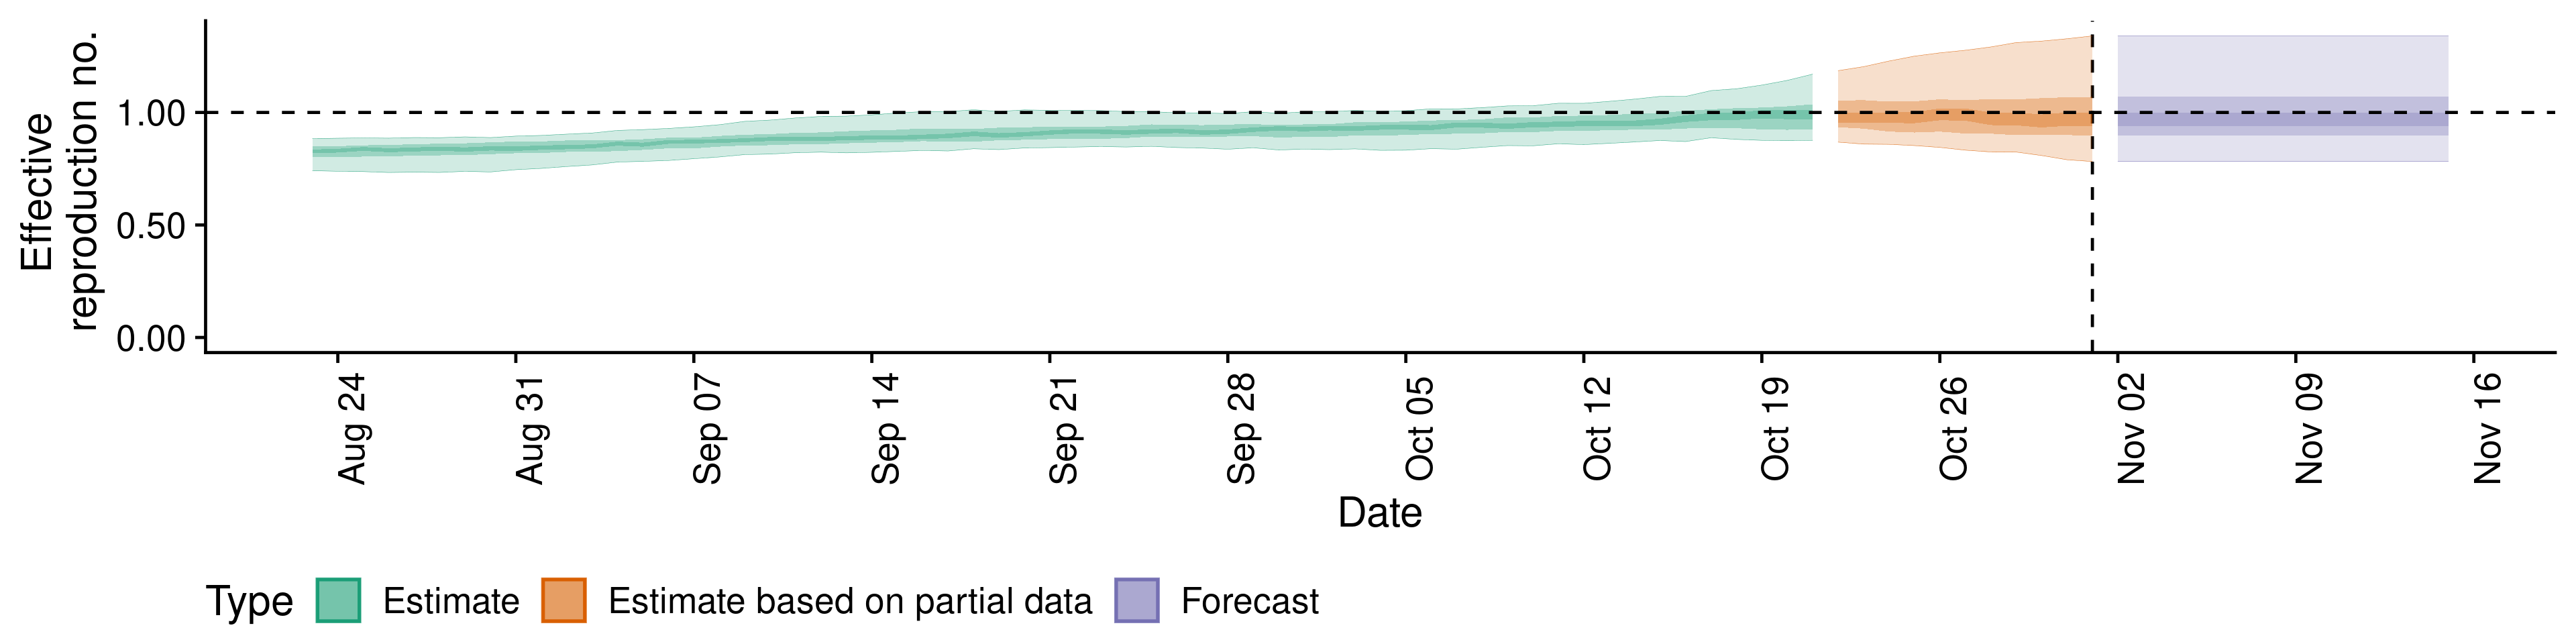 Effective
reproduction no.
1.00
0.50
0.00
Aug 24
Aug 31
Sep 07
Sep 14
Sep 21
Sep 28
Oct 05
Oct 12
Oct 19
Oct 26
Nov 02
Nov 09
Nov 16
Date
Type Estimate Estimate based on partial data Forecast